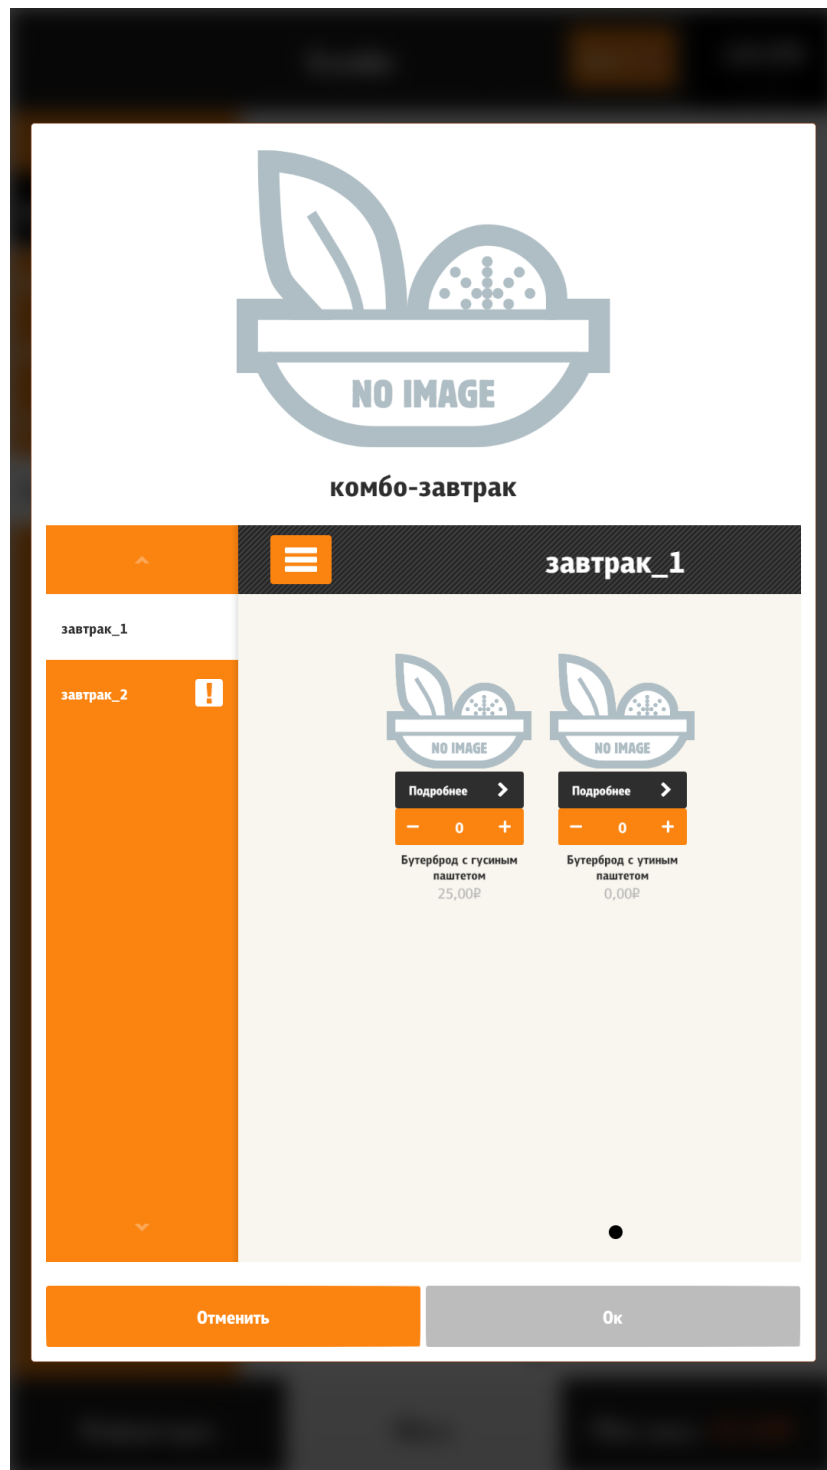 NO IMAGE
комбо-завтрак
завтрак_1
завтрак_1
завтрак_2
NO IMAGE
NO IMAGE
Подробнее
Подробнее
− 0 +
− 0 +
Бутерброд с гусиным
паштетом
25,00₽
Бутерброд с утиным
паштетом
0,00₽
Отменить
Ок